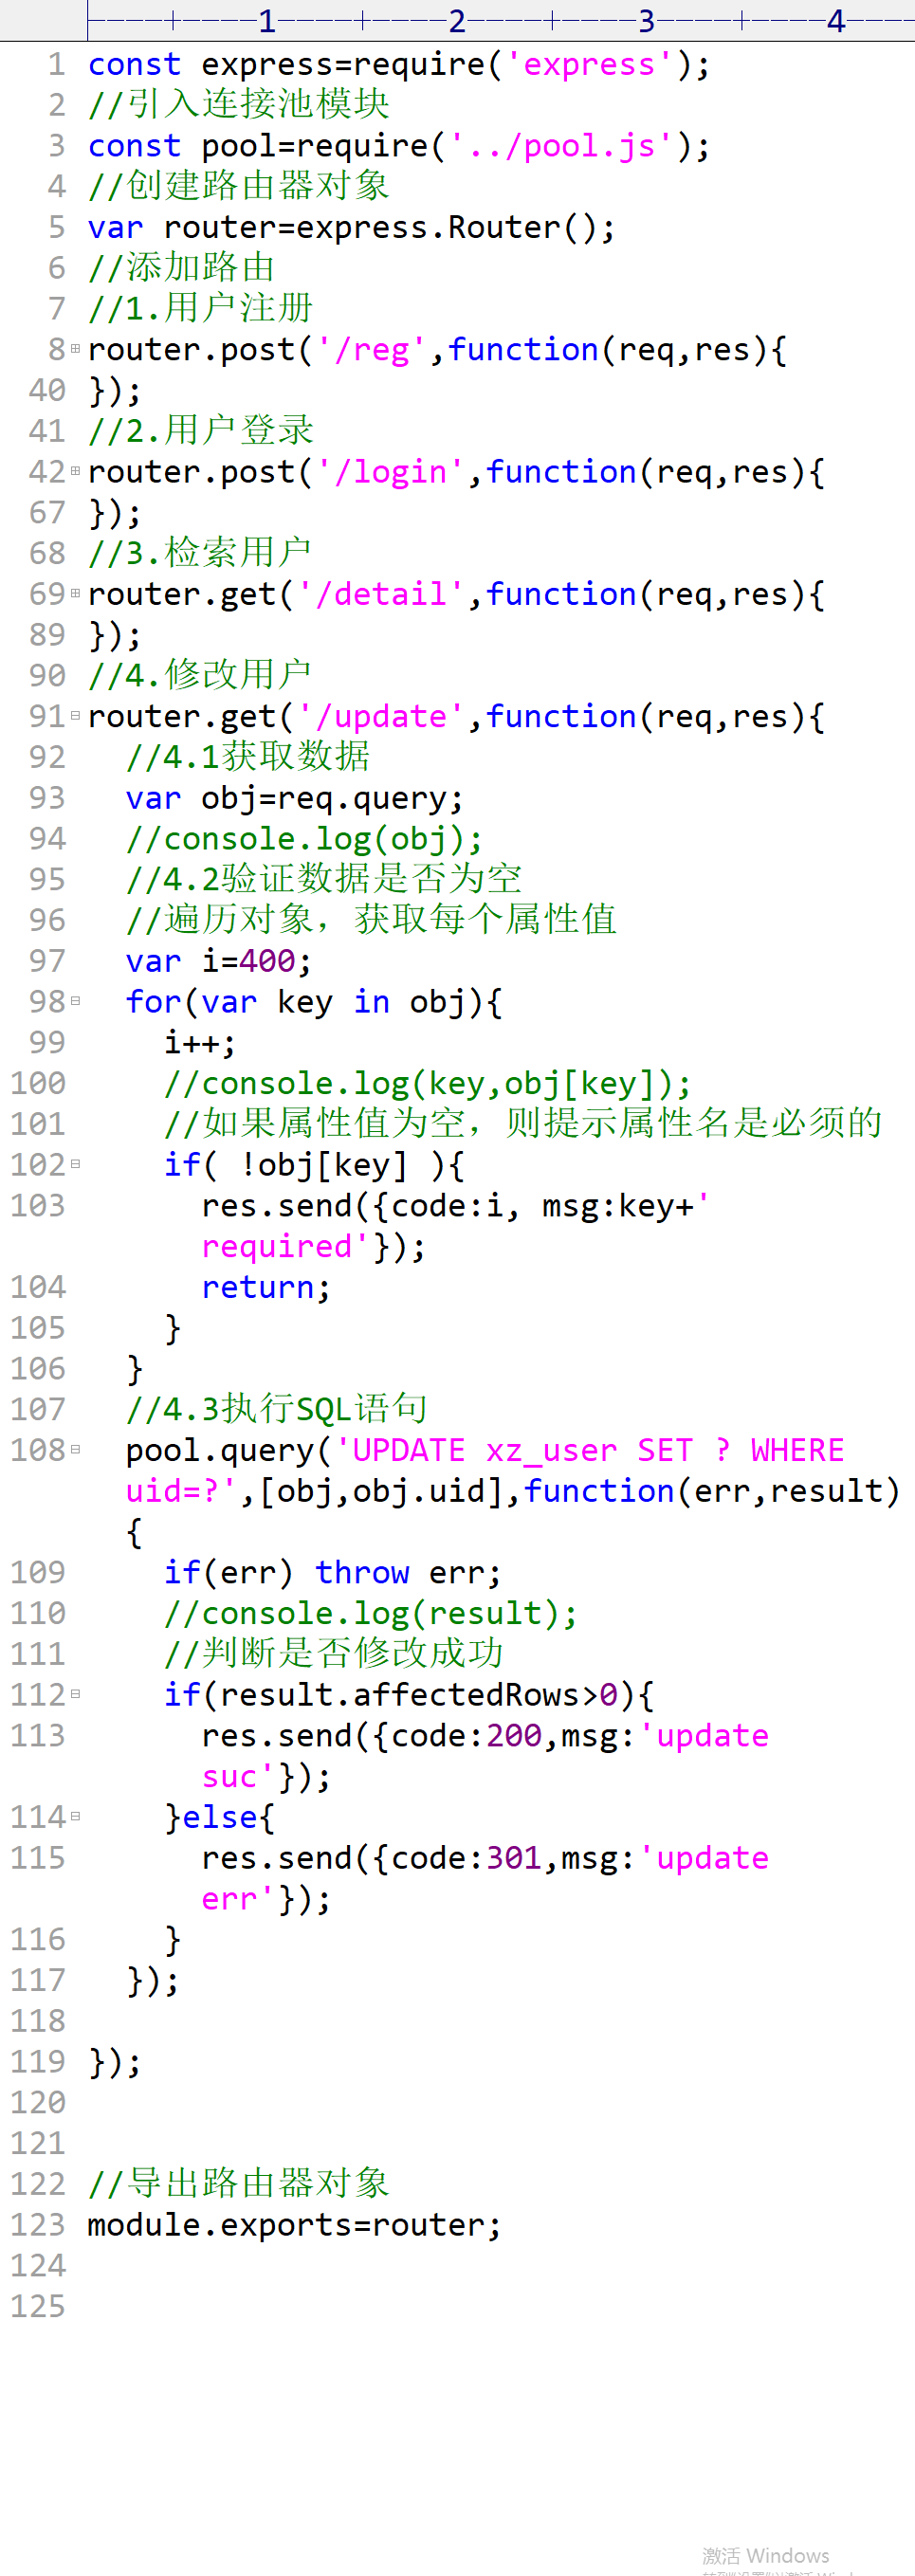 1 2 3 4
1 const express=require('express');
2 //引入连接池模块
3 const pool=require('../pool.js');
4 //创建路由器对象
5 var router=express.Router();
6 //添加路由
7 //1.用户注册
8 router.post('/reg',function(req,res){
40 });
41 //2.用户登录
42 router.post('/login',function(req,res){
67 });
68 //3.检索用户
69 router.get('/detail',function(req,res){
89 });
90 //4.修改用户
91 router.get('/update',function(req,res){
92 //4.1获取数据
93 var obj=req.query;
94 //console.log(obj);
95 //4.2验证数据是否为空
96 //遍历对象，获取每个属性值
97 var i=400;
98 for(var key in obj){
99 i++;
100 //console.log(key,obj[key]);
101 //如果属性值为空，则提示属性名是必须的
102 if( !obj[key] ){
103 res.send({code:i, msg:key+'
required'});
104 return;
105 }
106 }
107 //4.3执行SQL语句
108 pool.query('UPDATE xz_user SET ? WHERE
uid=?',[obj,obj.uid],function(err,result)
{
109 if(err) throw err;
110 //console.log(result);
111 //判断是否修改成功
112 if(result.affectedRows>0){
113 res.send({code:200,msg:'update
suc'});
114 }else{
115 res.send({code:301,msg:'update
err'});
116 }
117 });
118
119 });
120
121
122 //导出路由器对象
123 module.exports=router;
124
125
激活 Windows